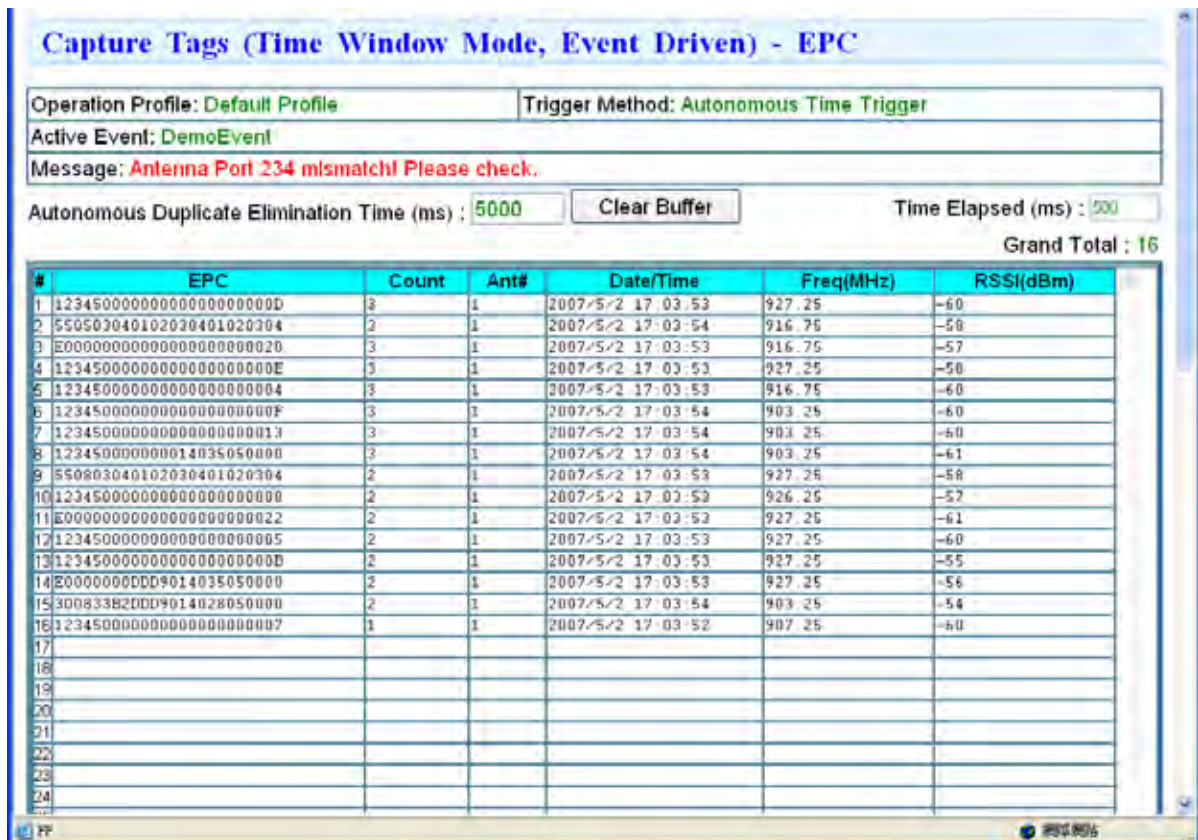 Capture Tags (Time Window Mode, Event Driven) - EPC
Operation Profile: Default Profile Trigger Method: Autonomous Time Trigger
Active Event: DemoEvent
Message: Antenna Port 234 mismatch! Please check.
Autonomous Duplicate Elimination Time (ms) : 5000 Clear Buffer Time Elapsed (ms) : 500
Grand Total : 16
# EPC Count Ant# Date/Time Freq(MHz) RSSI(dBm)
1 12345000000000000000000D 3 1 2007/5/2 17:03:53 927.25 -60
2 550503040102030401020304 3 1 2007/5/2 17:03:54 916.75 -58
3 E00000000000000000000020 3 1 2007/5/2 17:03:53 916.75 -57
4 12345000000000000000000E 3 1 2007/5/2 17:03:53 927.25 -58
5 123450000000000000000004 3 1 2007/5/2 17:03:53 916.75 -60
6 12345000000000000000000F 3 1 2007/5/2 17:03:54 903.25 -60
7 123450000000000000000013 3 1 2007/5/2 17:03:54 903.25 -60
8 123450000000014035050000 3 1 2007/5/2 17:03:54 903.25 -61
9 550803040102030401020304 2 1 2007/5/2 17:03:53 927.25 -58
10 123450000000000000000000 2 1 2007/5/2 17:03:53 926.25 -57
11 E00000000000000000000022 2 1 2007/5/2 17:03:53 927.25 -61
12 123450000000000000000005 2 1 2007/5/2 17:03:53 927.25 -60
13 12345000000000000000000D 2 1 2007/5/2 17:03:53 927.25 -55
14 E0000000DDD9014035050000 2 1 2007/5/2 17:03:53 927.25 -56
15 300833B2DDD9014028050000 2 1 2007/5/2 17:03:54 903.25 -54
16 123450000000000000000007 1 1 2007/5/2 17:03:52 907.25 -60
17
18
19
20
21
22
23
24